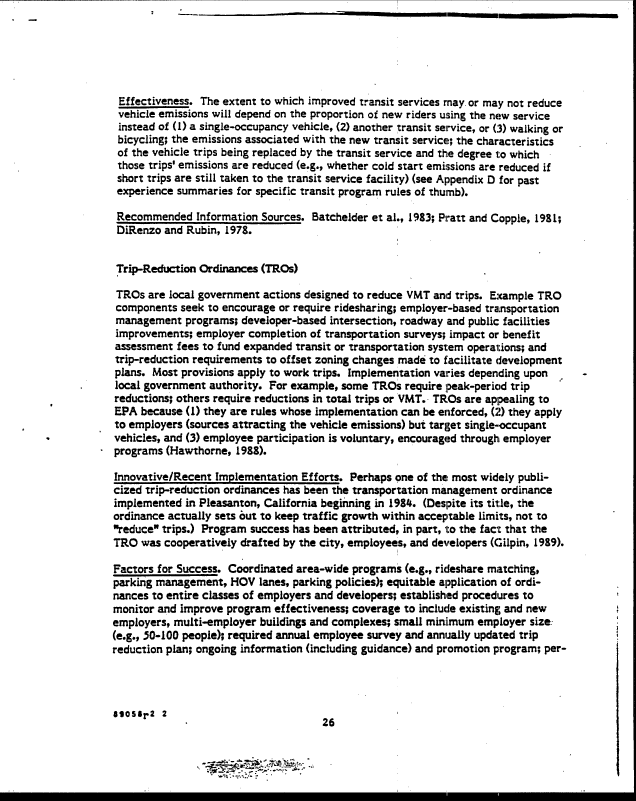 Effectiveness. The extent to which improved transit services may or may not reduce
vehicle emissions will depend on the proportion of new riders using the new service
instead of (1) a single-occupancy vehicle, (2) another transit service, or (3) walking or
bicycling; the emissions associated with the new transit service; the characteristics
of the vehicle trips being replaced by the transit service and the degree to which
those trips' emissions are reduced (e.g., whether cold start emissions are reduced if
short trips are still taken to the transit service facility) (see Appendix D for past
experience summaries for specific transit program rules of thumb).
Recommended Information Sources. Batchelder et al., 1983; Pratt and Copple, 1981;
DiRenzo and Rubin, 1978.
Trip-Reduction Ordinances (TROs)
TROs are local government actions designed to reduce VMT and trips. Example TRO
components seek to encourage or require ridesharing; employer-based transportation
management programs; developer-based intersection, roadway and public facilities
improvements; employer completion of transportation surveys; impact or benefit
assessment fees to fund expanded transit or transportation system operations; and
trip-reduction requirements to offset zoning changes made to facilitate development
plans. Most provisions apply to work trips. Implementation varies depending upon
local government authority. For example, some TROs require peak-period trip
reductions; others require reductions in total trips or VMT. TROs are appealing to
EPA because (1) they are rules whose implementation can be enforced, (2) they apply
to employers (sources attracting the vehicle emissions) but target single-occupant
vehicles, and (3) employee participation is voluntary, encouraged through employer
programs (Hawthorne, 1988).
Innovative/Recent Implementation Efforts. Perhaps one of the most widely publi-
cized trip-reduction ordinances has been the transportation management ordinance
implemented in Pleasanton, California beginning in 1984. (Despite its title, the
ordinance actually sets out to keep traffic growth within acceptable limits, not to
"reduce" trips.) Program success has been attributed, in part, to the fact that the
TRO was cooperatively drafted by the city, employees, and developers (Gilpin, 1989).
Factors for Success. Coordinated area-wide programs (e.g., rideshare matching,
parking management, HOV lanes, parking policies); equitable application of ordi-
nances to entire classes of employers and developers; established procedures to
monitor and improve program effectiveness; coverage to include existing and new
employers, multi-employer buildings and complexes; small minimum employer size
(e.g., 50-100 people); required annual employee survey and annually updated trip
reduction plan; ongoing information (including guidance) and promotion program; per-
89058r-2 2
26